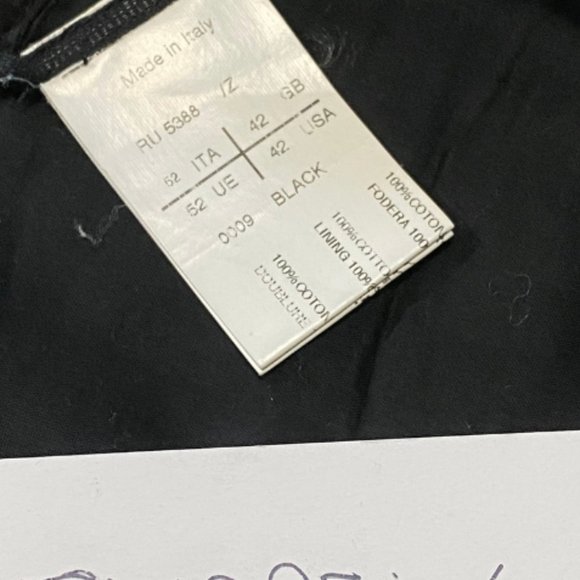 Made in Italy
RU 5388 /Z
52 ITA 42 GB
52 UE 42 USA
0009 BLACK
100%COTON
FODERA 100
100%COTTO
LINING 100%
100%COTON
DOUBLURE